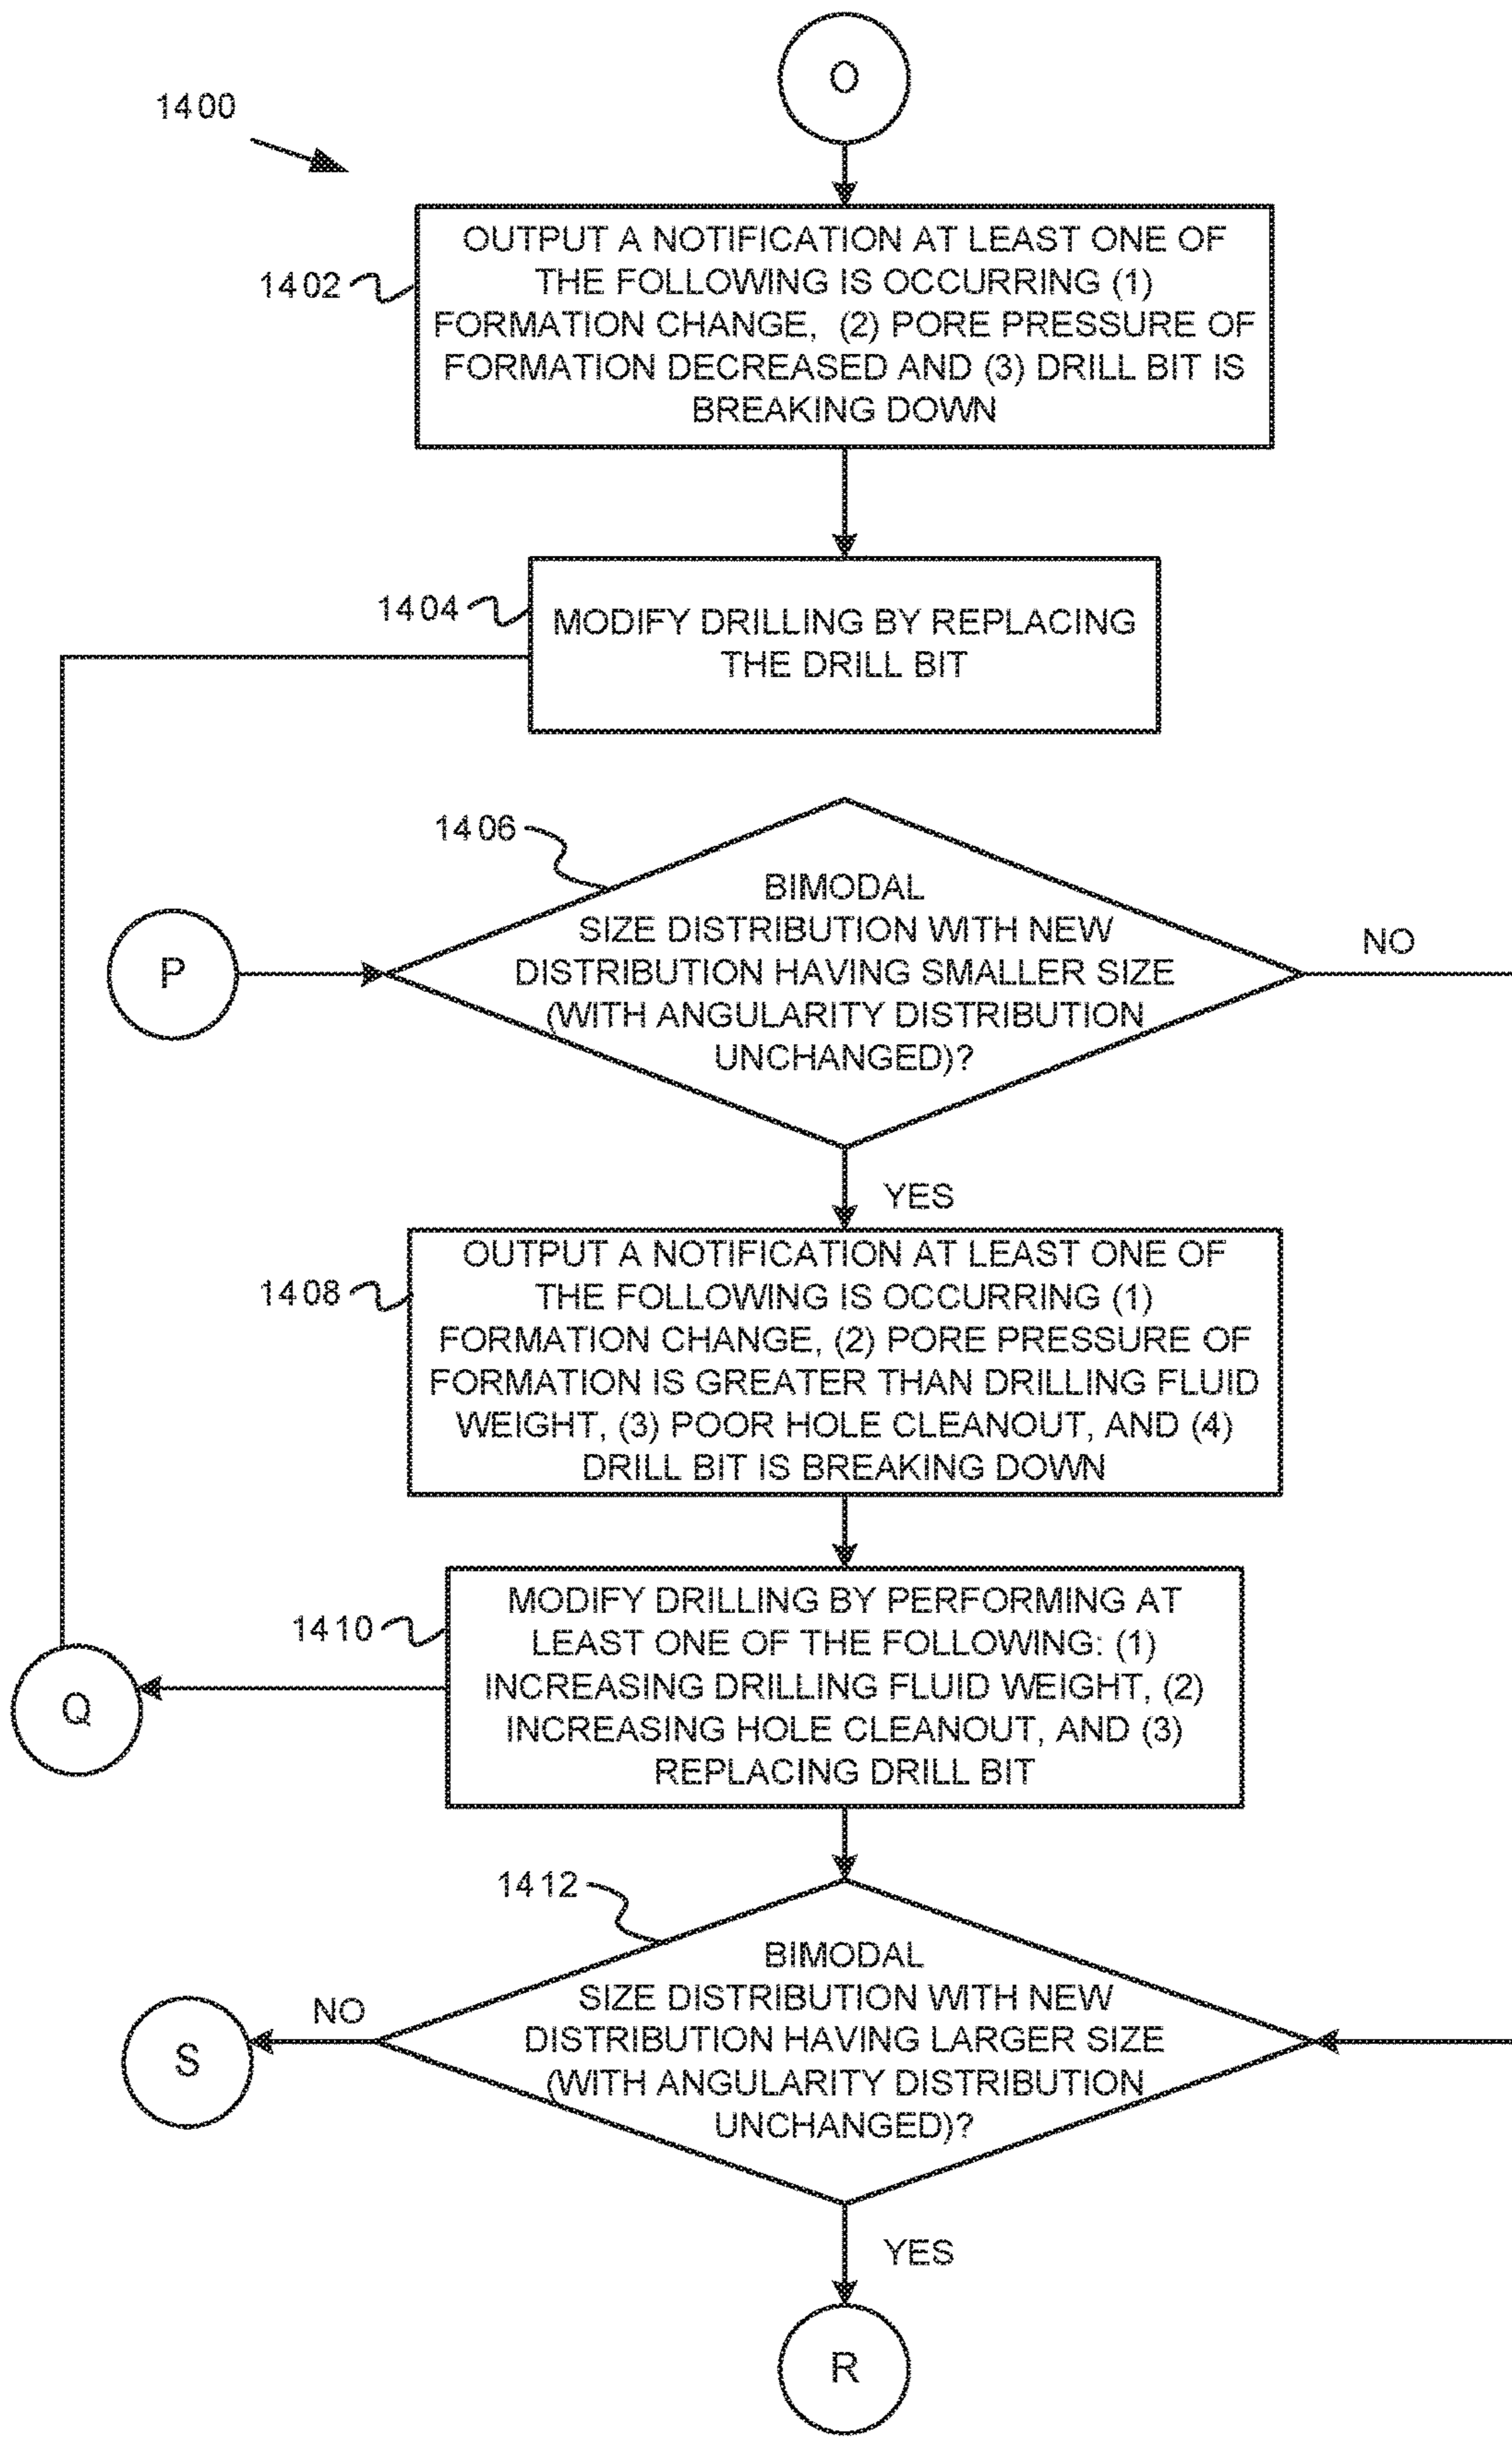 O
1400
1402
OUTPUT A NOTIFICATION AT LEAST ONE OF
THE FOLLOWING IS OCCURRING (1)
FORMATION CHANGE, (2) PORE PRESSURE OF
FORMATION DECREASED AND (3) DRILL BIT IS
BREAKING DOWN
1404
MODIFY DRILLING BY REPLACING
THE DRILL BIT
1406
P
BIMODAL
SIZE DISTRIBUTION WITH NEW
DISTRIBUTION HAVING SMALLER SIZE
(WITH ANGULARITY DISTRIBUTION
UNCHANGED)?
NO
YES
1408
OUTPUT A NOTIFICATION AT LEAST ONE OF
THE FOLLOWING IS OCCURRING (1)
FORMATION CHANGE, (2) PORE PRESSURE OF
FORMATION IS GREATER THAN DRILLING FLUID
WEIGHT, (3) POOR HOLE CLEANOUT, AND (4)
DRILL BIT IS BREAKING DOWN
1410
MODIFY DRILLING BY PERFORMING AT
LEAST ONE OF THE FOLLOWING: (1)
INCREASING DRILLING FLUID WEIGHT, (2)
INCREASING HOLE CLEANOUT, AND (3)
REPLACING DRILL BIT
Q
1412
BIMODAL
SIZE DISTRIBUTION WITH NEW
DISTRIBUTION HAVING LARGER SIZE
(WITH ANGULARITY DISTRIBUTION
UNCHANGED)?
NO
S
YES
R